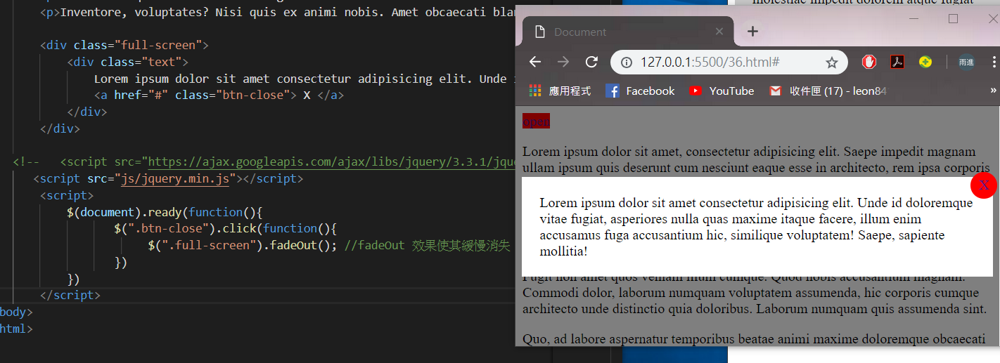 <p>Inventore, voluptates? Nisi quis ex animi nobis. Amet obcaecati
<div class="full-screen">
<div class="text">
Lorem ipsum dolor sit amet consectetur adipisicing elit. Unde
<a href="#" class="btn-close"> X </a>
</div>
</div>
<!-- <script src="https://ajax.googleapis.com/ajax/libs/jquery/3.3.1/
<script src="js/jquery.min.js"></script>
<script>
$(document).ready(function(){
$(".btn-close").click(function(){
$(".full-screen").fadeOut(); //fadeOut 效果使其緩慢消失
})
})
</script>
body>
html>
molestiae impedit dolorem atque fugiat
Document
127.0.0.1:5500/36.html#
雨進
應用程式 Facebook YouTube 收件匣 (17) - leon84
»
open
Lorem ipsum dolor sit amet, consectetur adipisicing elit. Saepe impedit magnam
ullam ipsum quis deserunt cum nesciunt eaque esse in architecto, rem ipsa corporis
X
Lorem ipsum dolor sit amet consectetur adipisicing elit. Unde id doloremque
vitae fugiat, asperiores nulla quas maxime itaque facere, illum enim
accusamus fuga accusantium hic, similique voluptatem! Saepe, sapiente
mollitia!
Fugit non amet quos veniam illum cumque. Quod nobis accusantium magnam.
Commodi dolor, laborum numquam voluptatem assumenda, hic corporis cumque
architecto unde distinctio quia doloribus. Laborum numquam quis assumenda sint.
Quo, ad labore aspernatur temporibus beatae animi maxime doloremque obcaecati